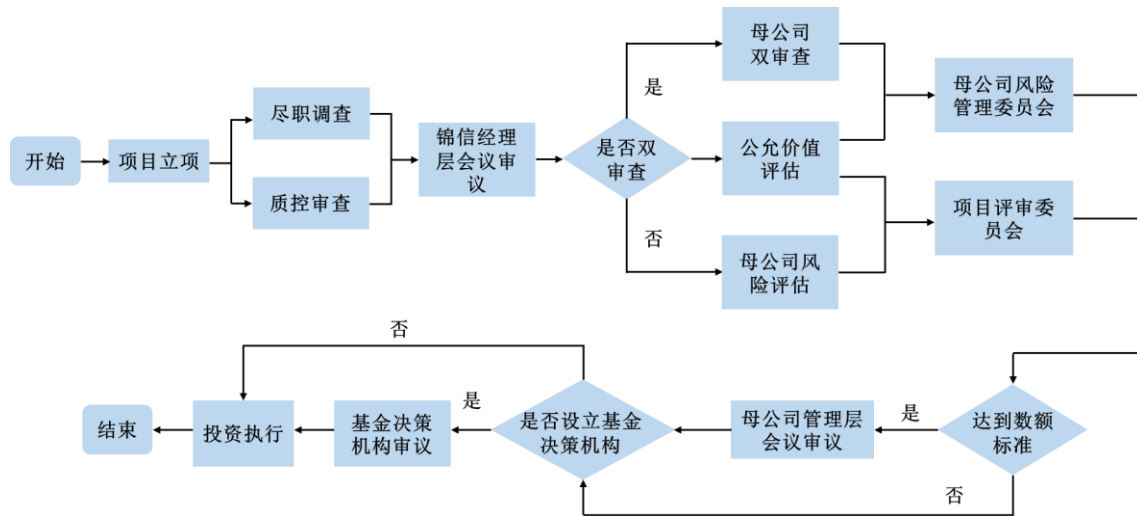 开始
项目立项
尽职调查
质控审查
锦信经理
层会议审
议
是否双
审查
是
否
母公司
双审查
公允价值
评估
母公司风
险评估
母公司风险
管理委员会
项目评审委
员会
达到数额
标准
是
否
母公司管理层
会议审议
是否设立基金
决策机构
是
否
基金决策
机构审议
投资执行
结束